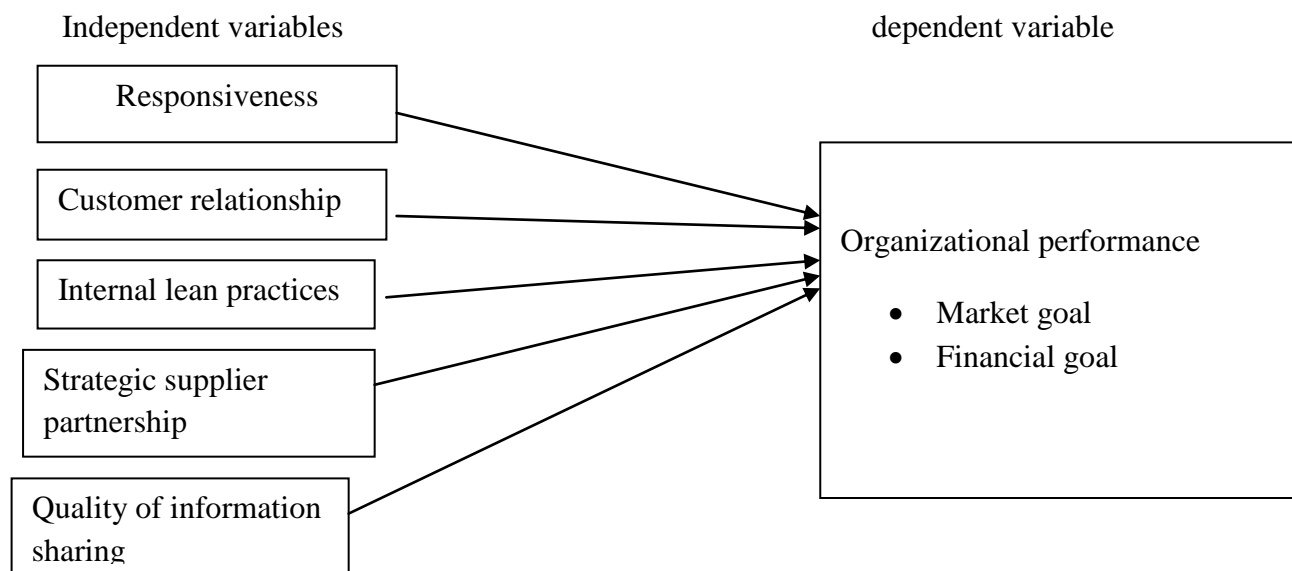 Independent variables
dependent variable
Responsiveness
Customer relationship
Internal lean practices
Strategic supplier
partnership
Quality of information
sharing
Organizational performance
• Market goal
• Financial goal